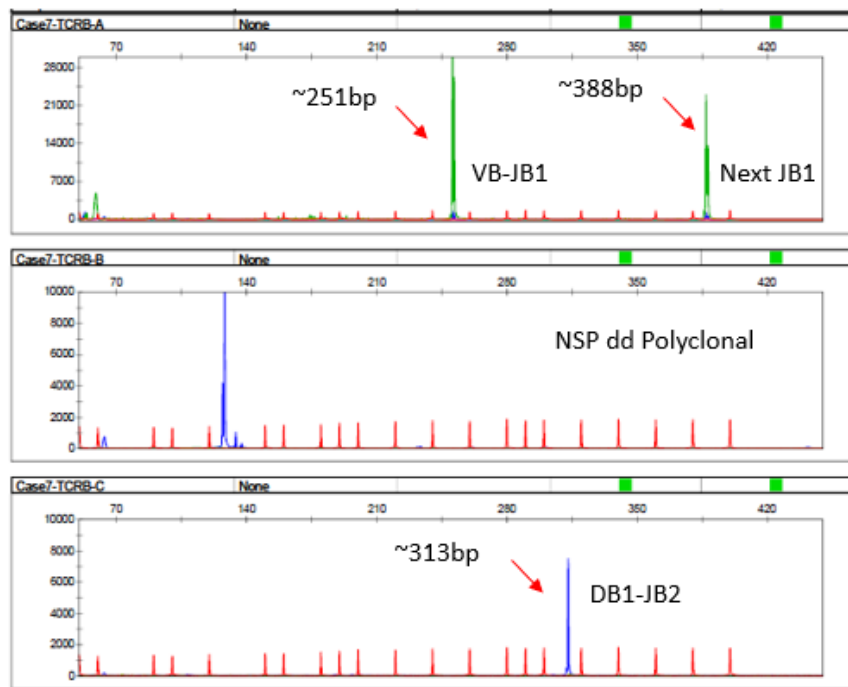 Case7-TCRB-A None
70 140 210 280 350 420
28000
21000
14000
7000
0
~251bp
~388bp
VB-JB1
Next JB1
Case7-TCRB-B None
70 140 210 280 350 420
10000
8000
6000
4000
2000
0
NSP dd Polyclonal
Case7-TCRB-C None
70 140 210 280 350 420
10000
8000
6000
4000
2000
0
~313bp
DB1-JB2